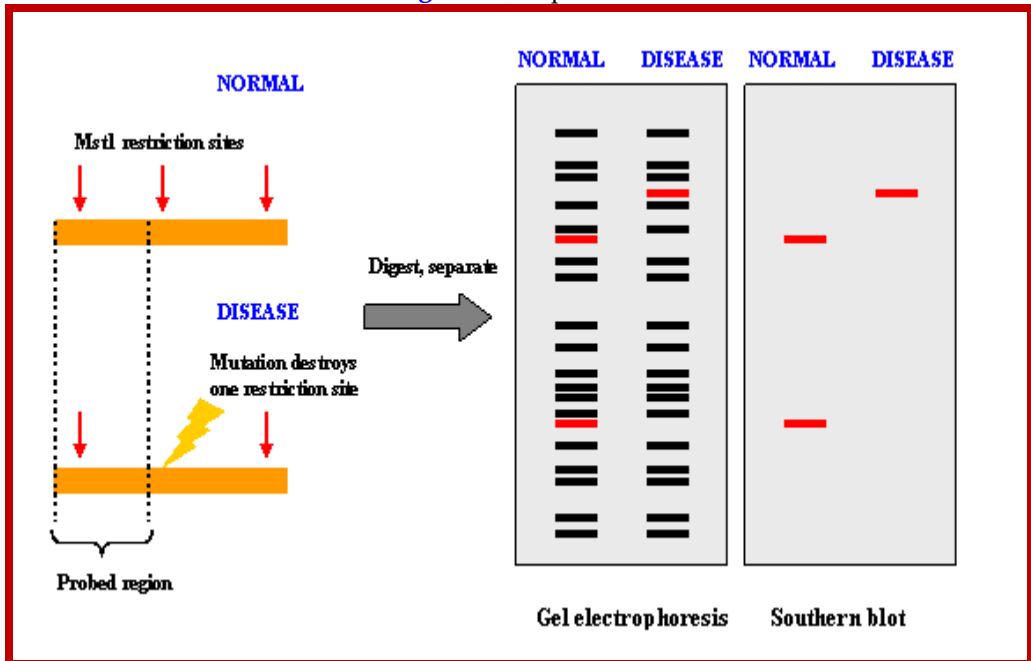 NORMAL
MstI restriction sites
DISEASE
Mutation destroys
one restriction site
Probed region
Digest, separate
NORMAL DISEASE NORMAL DISEASE
Gel electrophoresis Southern blot